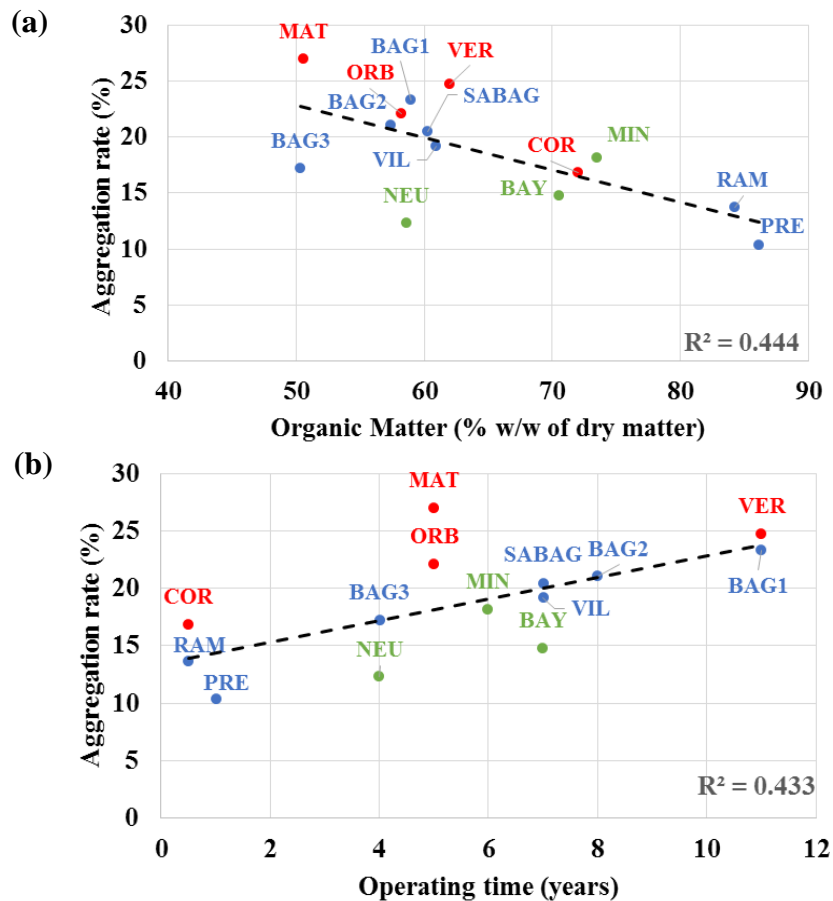 (a)
30
25
20
15
10
5
0
Aggregation rate (%)
MAT
BAG1
VER
ORB
BAG2
SABAG
BAG3
VIL
COR
MIN
NEU
BAY
RAM
PRE
R² = 0.444
40 50 60 70 80 90
Organic Matter (% w/w of dry matter)
(b)
30
25
20
15
10
5
0
Aggregation rate (%)
MAT
VER
ORB
SABAG
BAG2
COR
BAG3
MIN
VIL
BAG1
RAM
NEU
BAY
PRE
R² = 0.433
0 2 4 6 8 10 12
Operating time (years)